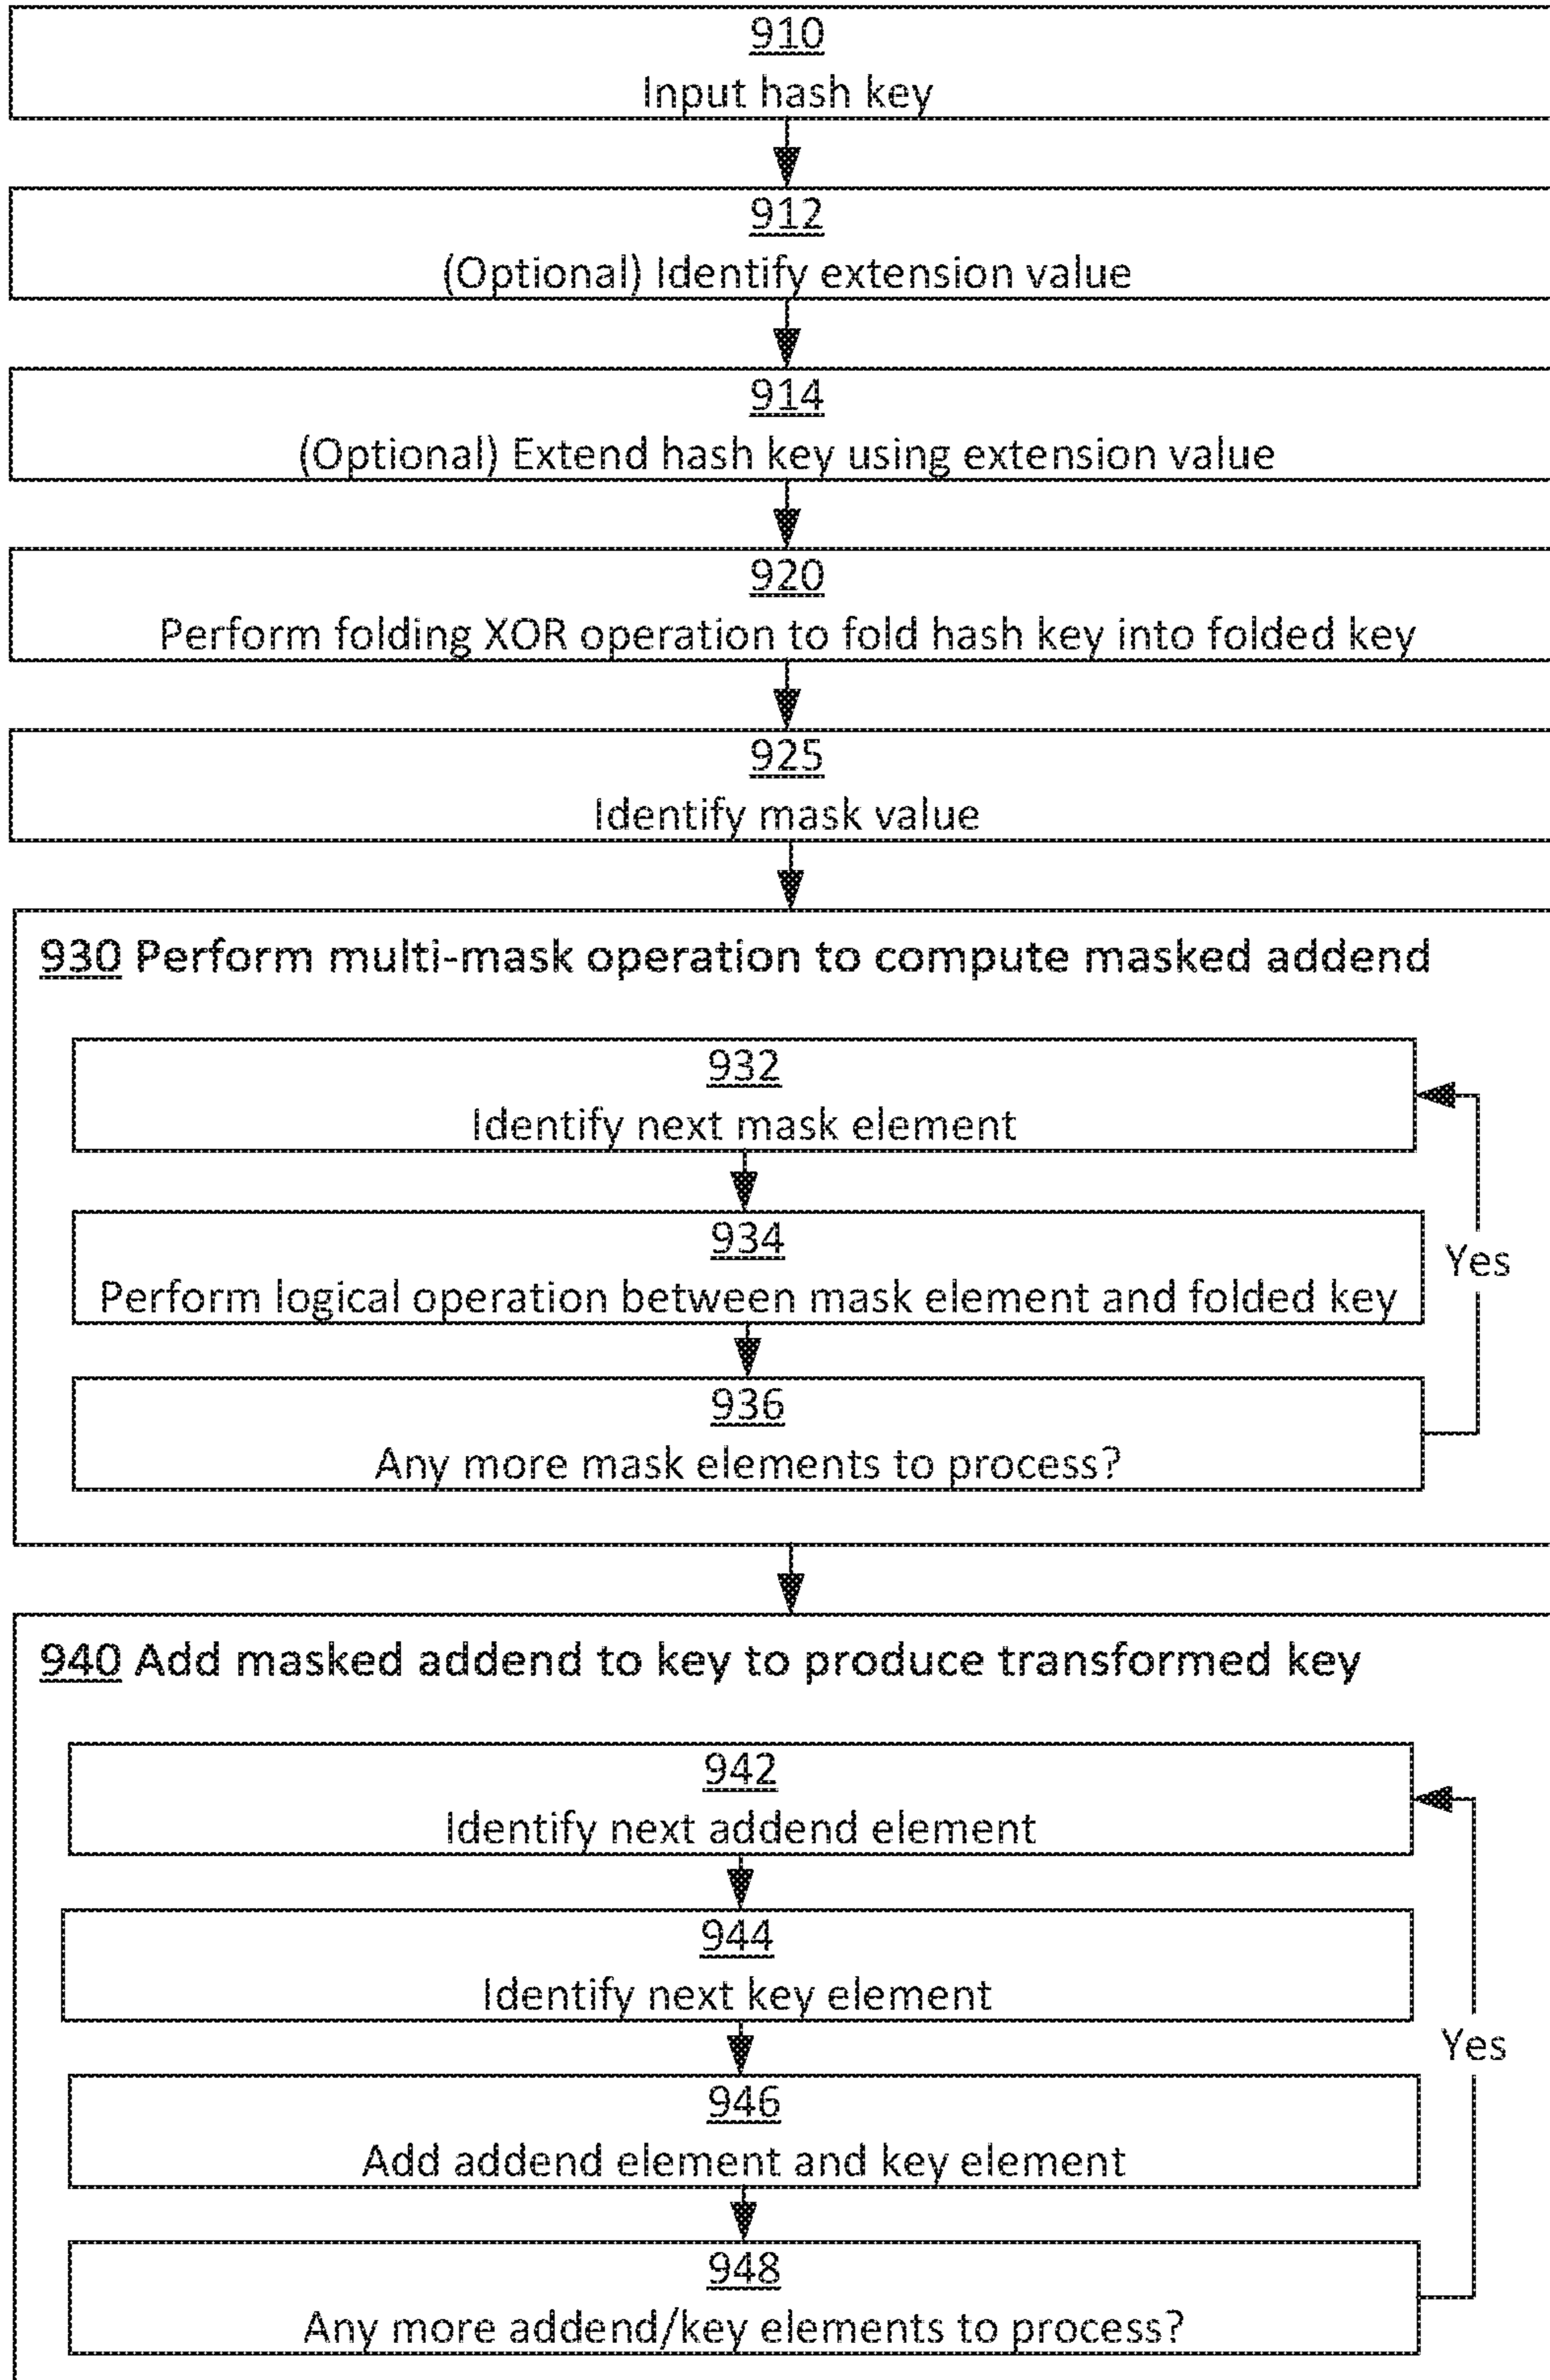 910
Input hash key
912
(Optional) Identify extension value
914
(Optional) Extend hash key using extension value
920
Perform folding XOR operation to fold hash key into folded key
925
Identify mask value
930 Perform multi-mask operation to compute masked addend
932
Identify next mask element
934
Perform logical operation between mask element and folded key
Yes
936
Any more mask elements to process?
940 Add masked addend to key to produce transformed key
942
Identify next addend element
944
Identify next key element
Yes
946
Add addend element and key element
948
Any more addend/key elements to process?